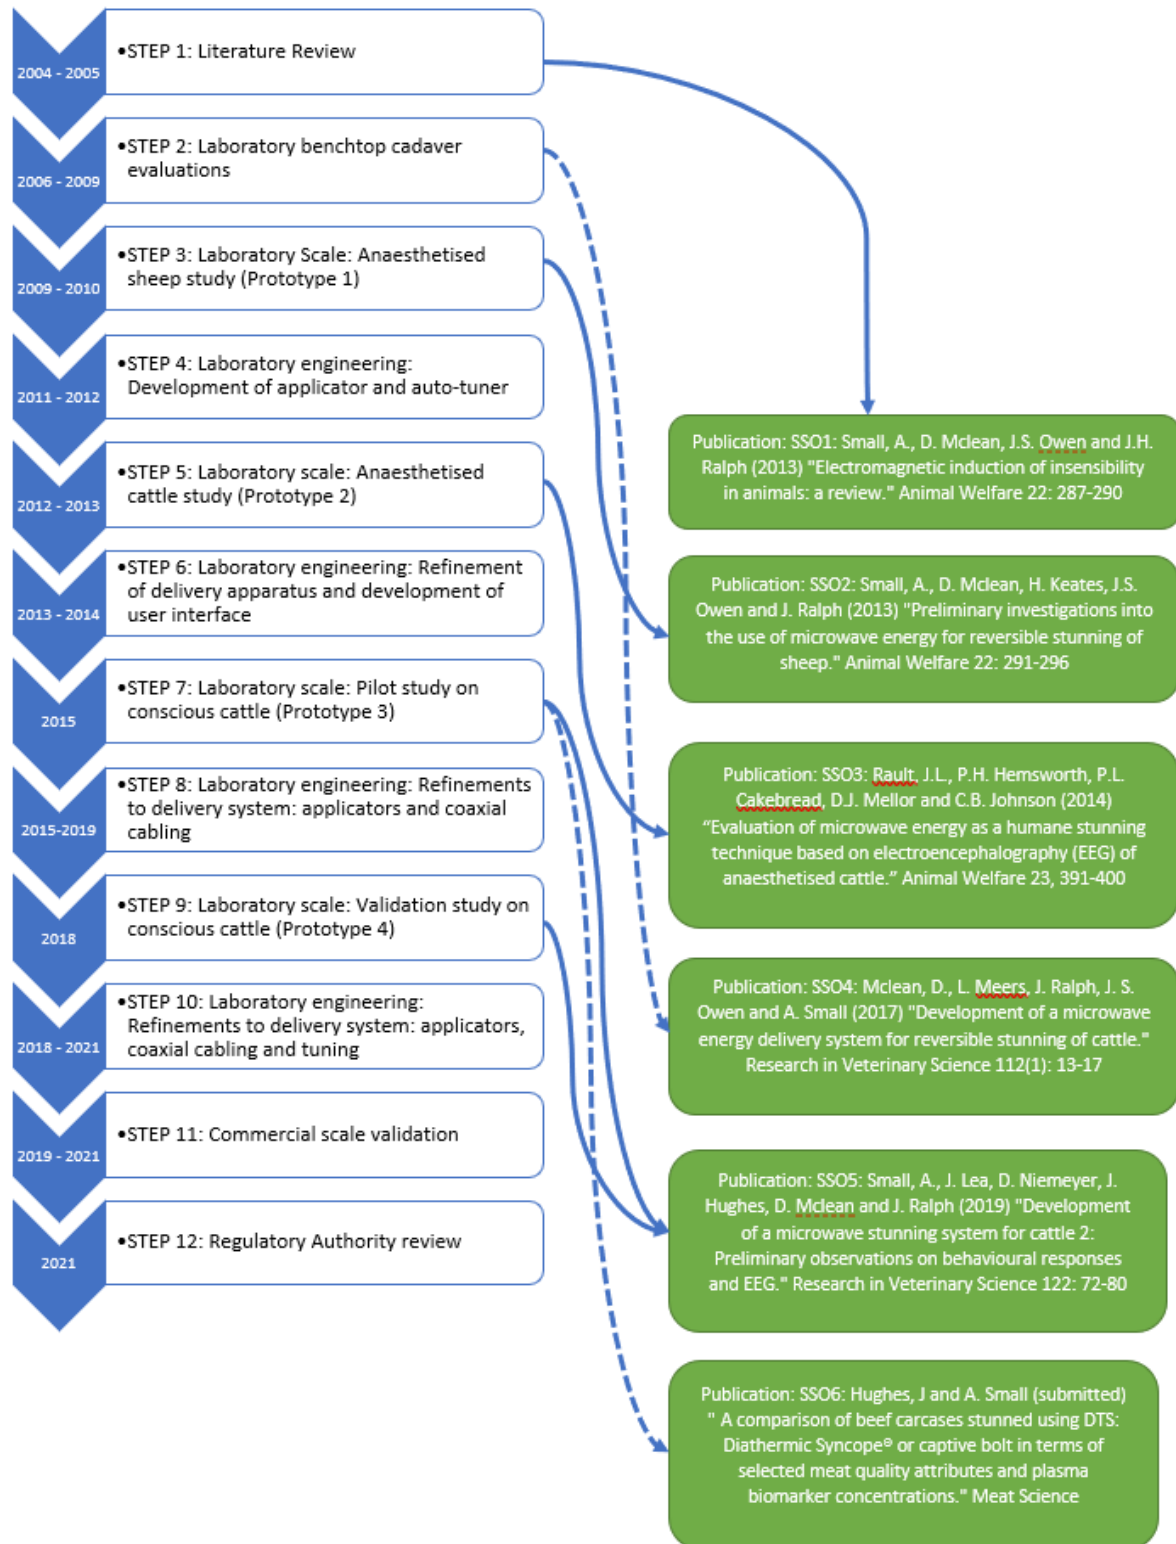 2004 - 2005
•STEP 1: Literature Review
2006 - 2009
•STEP 2: Laboratory benchtop cadaver
evaluations
2009 - 2010
•STEP 3: Laboratory Scale: Anaesthetised
sheep study (Prototype 1)
2011 - 2012
•STEP 4: Laboratory engineering:
Development of applicator and auto-tuner
2012 - 2013
•STEP 5: Laboratory scale: Anaesthetised
cattle study (Prototype 2)
2013 - 2014
•STEP 6: Laboratory engineering: Refinement
of delivery apparatus and development of
user interface
2015
•STEP 7: Laboratory scale: Pilot study on
conscious cattle (Prototype 3)
2015-2019
•STEP 8: Laboratory engineering: Refinements
to delivery system: applicators and coaxial
cabling
2018
•STEP 9: Laboratory scale: Validation study on
conscious cattle (Prototype 4)
2018 - 2021
•STEP 10: Laboratory engineering:
Refinements to delivery system: applicators,
coaxial cabling and tuning
2019 - 2021
•STEP 11: Commercial scale validation
2021
•STEP 12: Regulatory Authority review
Publication: SSO1: Small, A., D. Mclean, J.S. Owen and J.H.
Ralph (2013) "Electromagnetic induction of insensibility
in animals: a review." Animal Welfare 22: 287-290
Publication: SSO2: Small, A., D. Mclean, H. Keates, J.S.
Owen and J. Ralph (2013) "Preliminary investigations into
the use of microwave energy for reversible stunning of
sheep." Animal Welfare 22: 291-296
Publication: SSO3: Rault, J.L., P.H. Hemsworth, P.L.
Cakebread, D.J. Mellor and C.B. Johnson (2014)
“Evaluation of microwave energy as a humane stunning
technique based on electroencephalography (EEG) of
anaesthetised cattle.” Animal Welfare 23, 391-400
Publication: SSO4: Mclean, D., L. Meers, J. Ralph, J. S.
Owen and A. Small (2017) "Development of a microwave
energy delivery system for reversible stunning of cattle."
Research in Veterinary Science 112(1): 13-17
Publication: SSO5: Small, A., J. Lea, D. Niemeyer, J.
Hughes, D. Mclean and J. Ralph (2019) "Development
of a microwave stunning system for cattle 2:
Preliminary observations on behavioural responses
and EEG." Research in Veterinary Science 122: 72-80
Publication: SSO6: Hughes, J and A. Small (submitted)
" A comparison of beef carcases stunned using DTS:
Diathermic Syncope® or captive bolt in terms of
selected meat quality attributes and plasma
biomarker concentrations." Meat Science